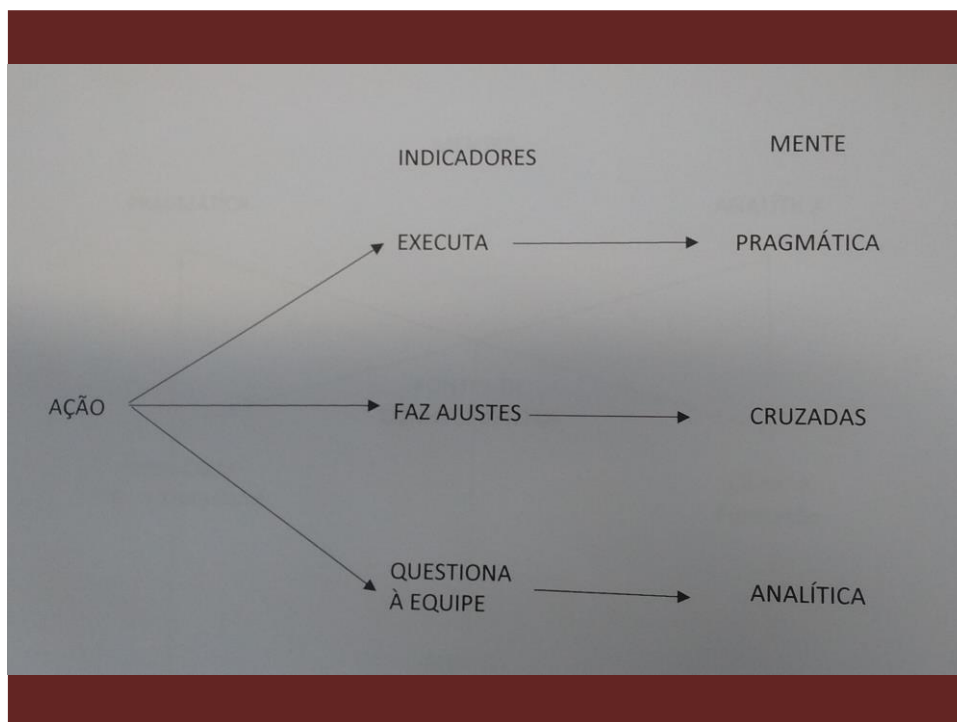 INDICADORES
MENTE
EXECUTA
PRAGMÁTICA
AÇÃO
FAZ AJUSTES
CRUZADAS
QUESTIONA
À EQUIPE
ANALÍTICA